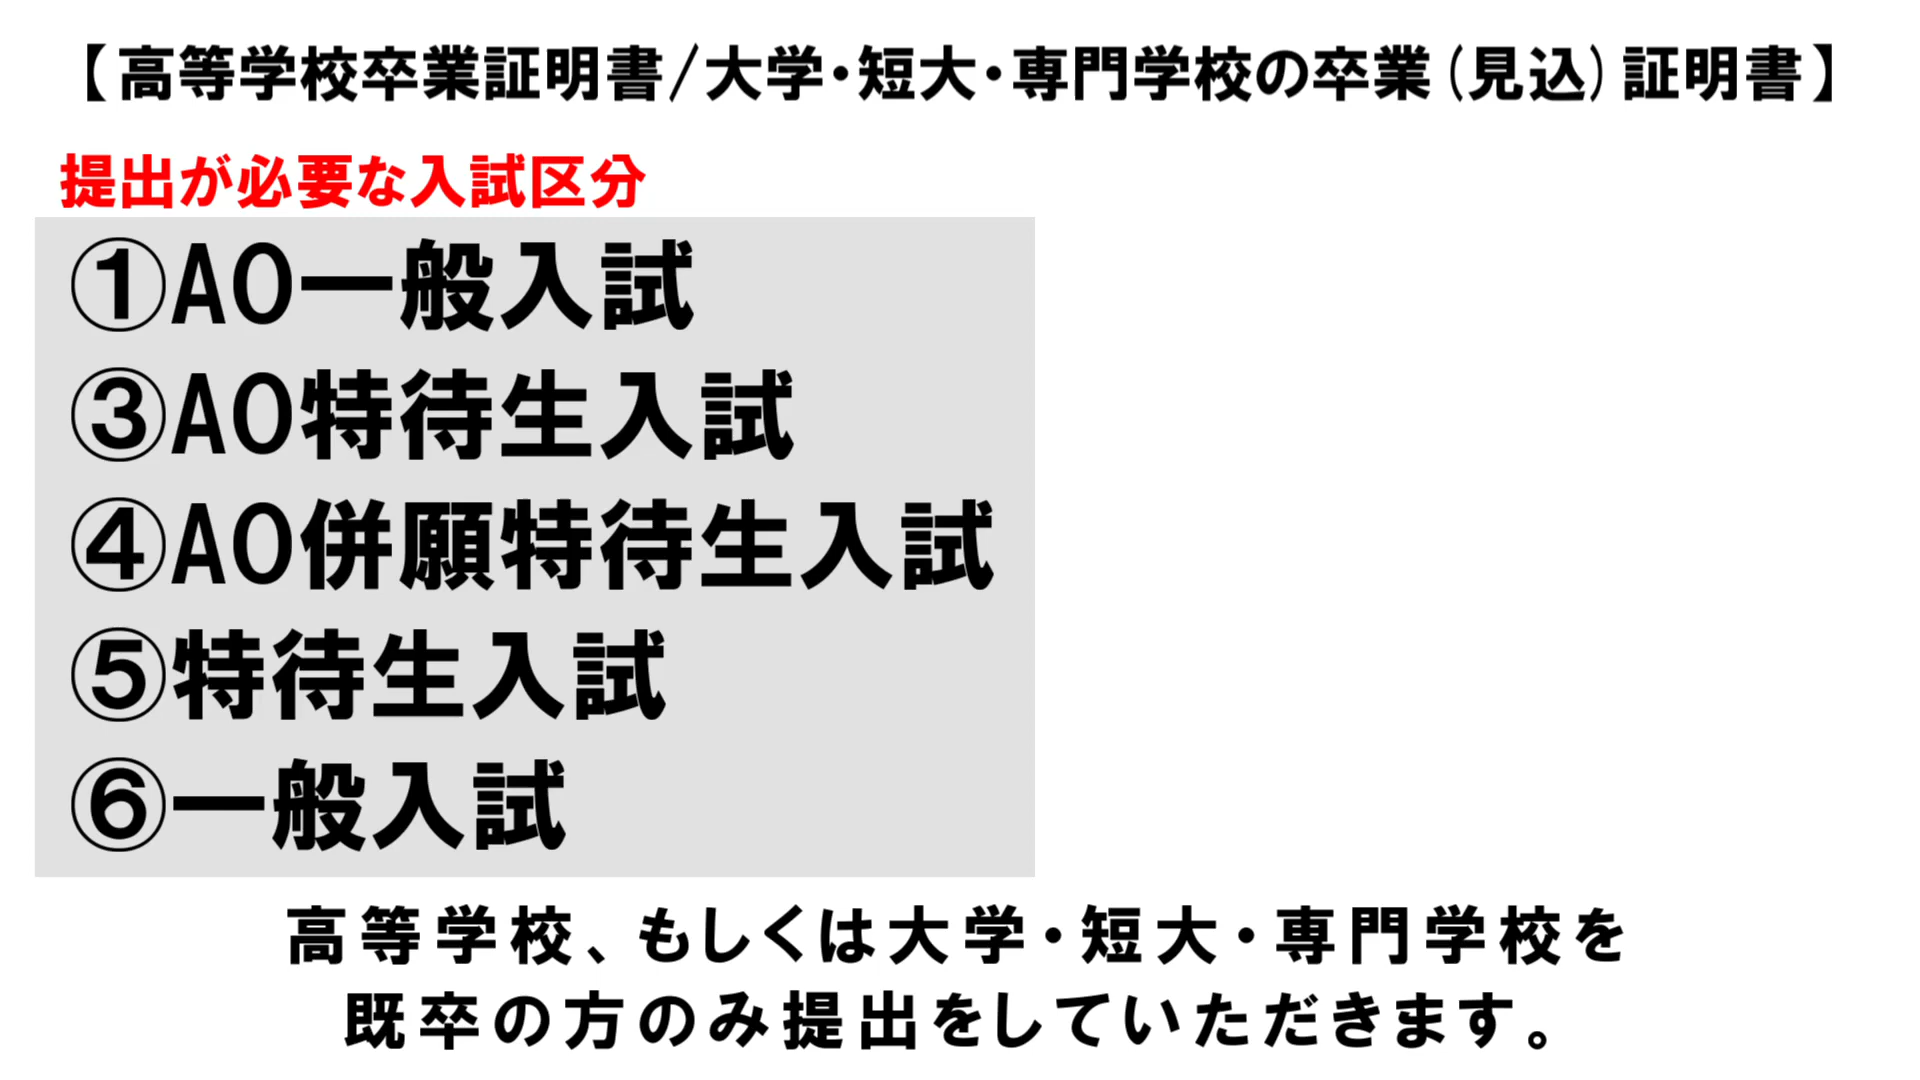 【高等学校卒業証明書/大学・短大・専門学校の卒業(見込)証明書】
提出が必要な入試区分
①AO一般入試
③AO特待生入試
④AO併願特待生入試
⑤特待生入試
⑥一般入試
高等学校、もしくは大学・短大・専門学校を
既卒の方のみ提出をしていただきます。